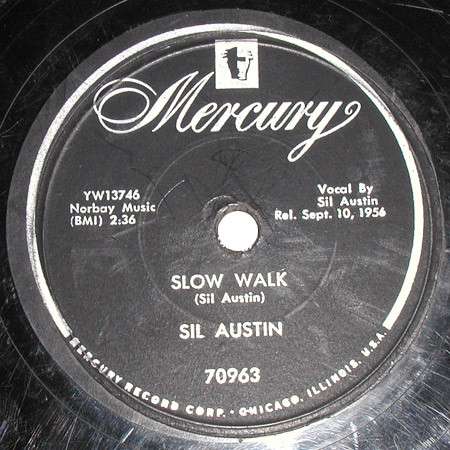 Mercury
YW13746
Norbay Music
(BMI) 2:36
Vocal By
Sil Austin
Rel. Sept. 10, 1956
SLOW WALK
(Sil Austin)
SIL AUSTIN
70963
MERCURY RECORD CORP. • CHICAGO, ILLINOIS, U.S.A.